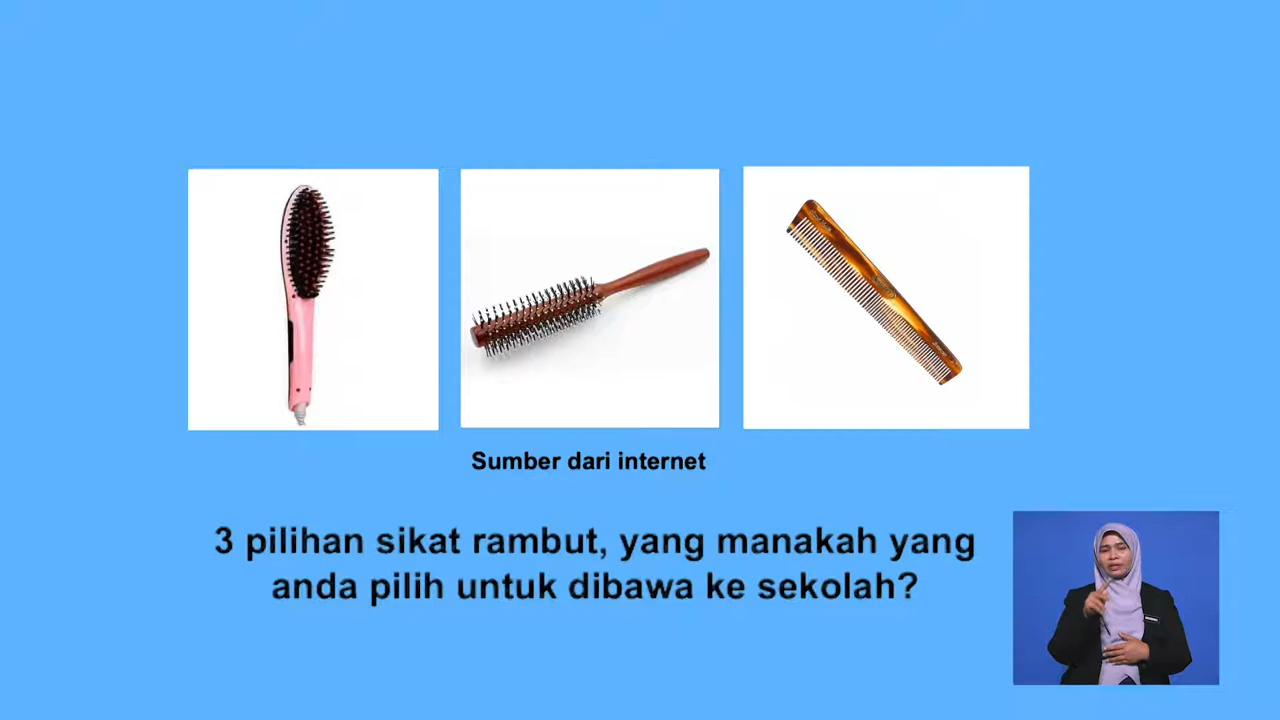 Sumber dari internet
3 pilihan sikat rambut, yang manakah yang
anda pilih untuk dibawa ke sekolah?